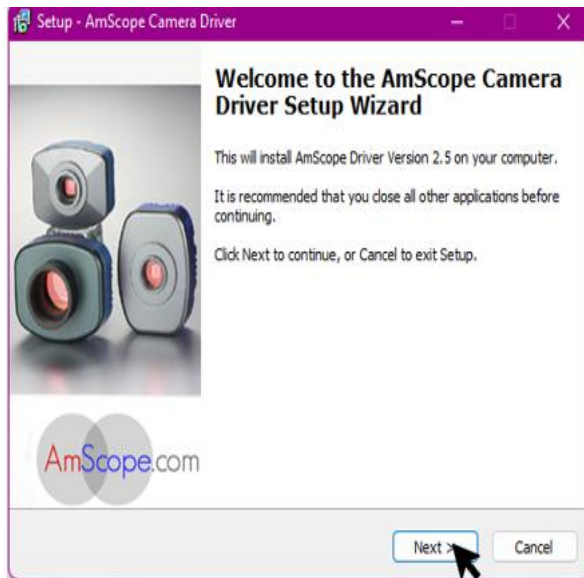 Setup - AmScope Camera Driver
Welcome to the AmScope Camera
Driver Setup Wizard
This will install AmScope Driver Version 2.5 on your computer.
It is recommended that you close all other applications before
continuing.
Click Next to continue, or Cancel to exit Setup.
AmScope.com
Next >
Cancel